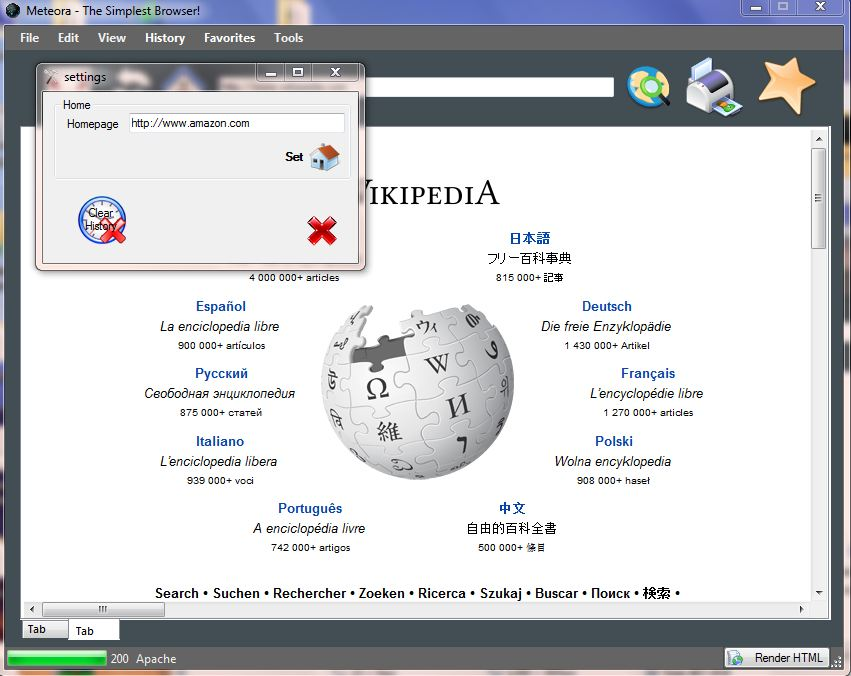 Meteora - The Simplest Browser!
File Edit View History Favorites Tools
settings
Home
Homepage http://www.amazon.com
Set
Clear
History
WIKIPEDIA
4 000 000+ articles
日本語
フリー百科事典
815 000+ 記事
Español
La enciclopedia libre
900 000+ artículos
Deutsch
Die freie Enzyklopädie
1 430 000+ Artikel
Русский
Свободная энциклопедия
875 000+ статей
Français
L'encyclopédie libre
1 270 000+ articles
Italiano
L'enciclopedia libera
939 000+ voci
Polski
Wolna encyklopedia
908 000+ haseł
Português
A enciclopédia livre
742 000+ artigos
中文
自由的百科全書
500 000+ 條目
Ω W И 維 ウィ 7
Search • Suchen • Rechercher • Zoeken • Ricerca • Szukaj • Buscar • Поиск • 検索 •
Tab Tab
200 Apache
Render HTML